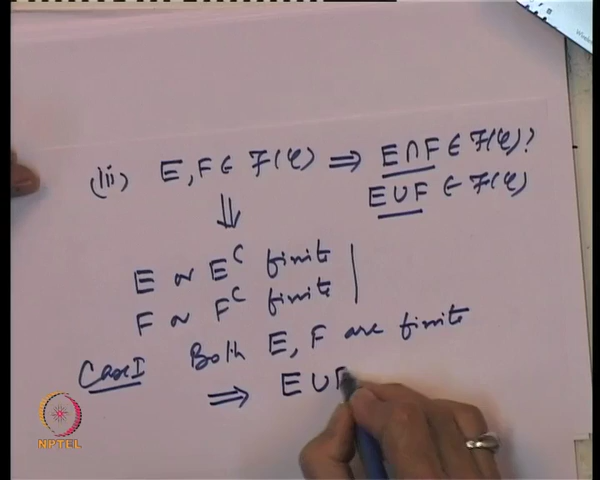 (iii) E, F ∈ 𝓕(𝒞) ⟹ E∩F ∈ 𝓕(𝒞)?
E∪F ∈ 𝓕(𝒞)
⇓
E or E^C finite
F or F^C finite
Case I Both E, F are finite
⟹ E∪F
NPTEL